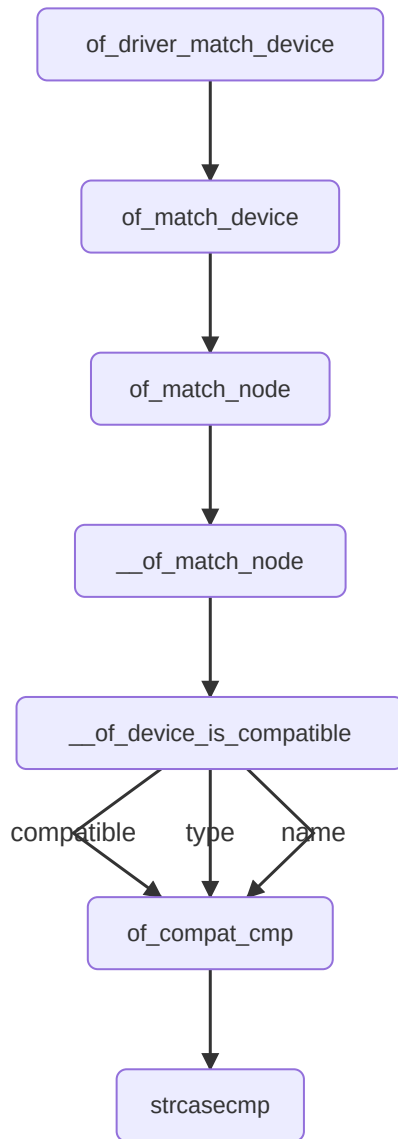 of_driver_match_device
of_match_device
of_match_node
__of_match_node
__of_device_is_compatible
compatible type name
of_compat_cmp
strcasecmp